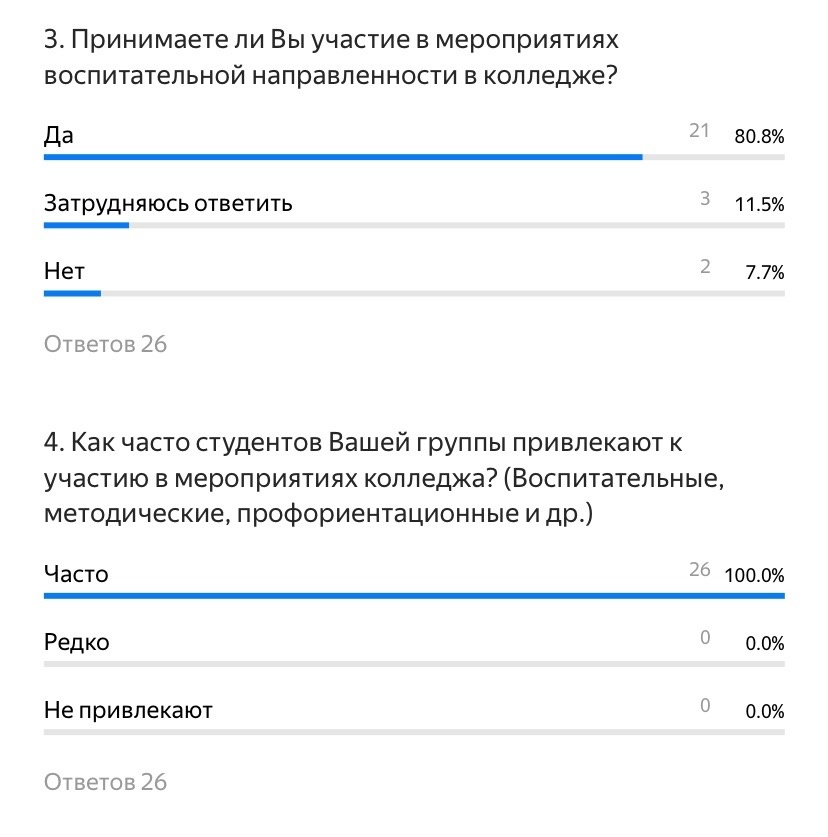 3. Принимаете ли Вы участие в мероприятиях
воспитательной направленности в колледже?
Да 21 80.8%
Затрудняюсь ответить 3 11.5%
Нет 2 7.7%
Ответов 26
4. Как часто студентов Вашей группы привлекают к
участию в мероприятиях колледжа? (Воспитательные,
методические, профориентационные и др.)
Часто 26 100.0%
Редко 0 0.0%
Не привлекают 0 0.0%
Ответов 26